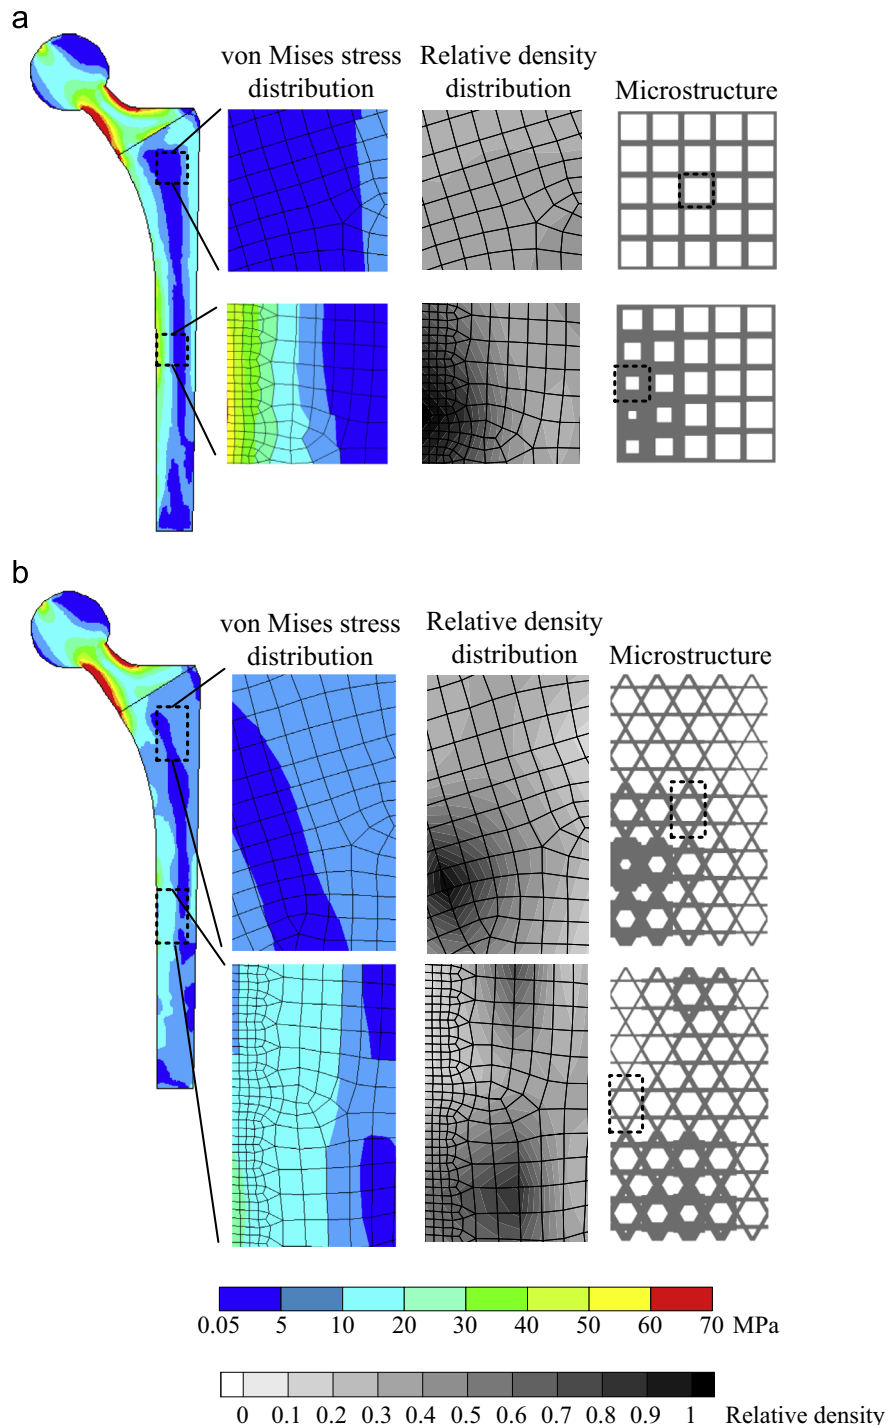 a
von Mises stress
distribution
Relative density
distribution
Microstructure
b
von Mises stress
distribution
Relative density
distribution
Microstructure
0.05 5 10 20 30 40 50 60 70 MPa
0 0.1 0.2 0.3 0.4 0.5 0.6 0.7 0.8 0.9 1 Relative density